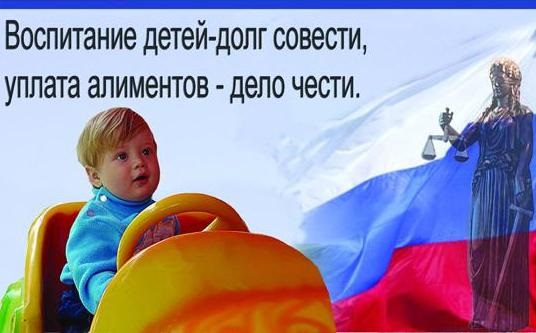 Воспитание детей-долг совести,
уплата алиментов - дело чести.